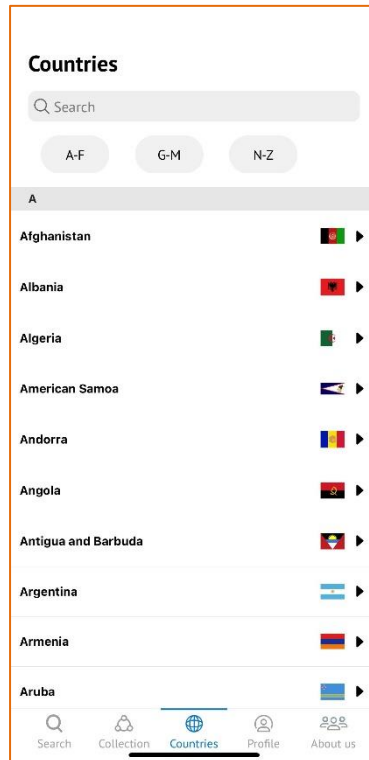 Countries
Search
A-F G-M N-Z
A
Afghanistan
Albania
Algeria
American Samoa
Andorra
Angola
Antigua and Barbuda
Argentina
Armenia
Aruba
Search Collection Countries Profile About us